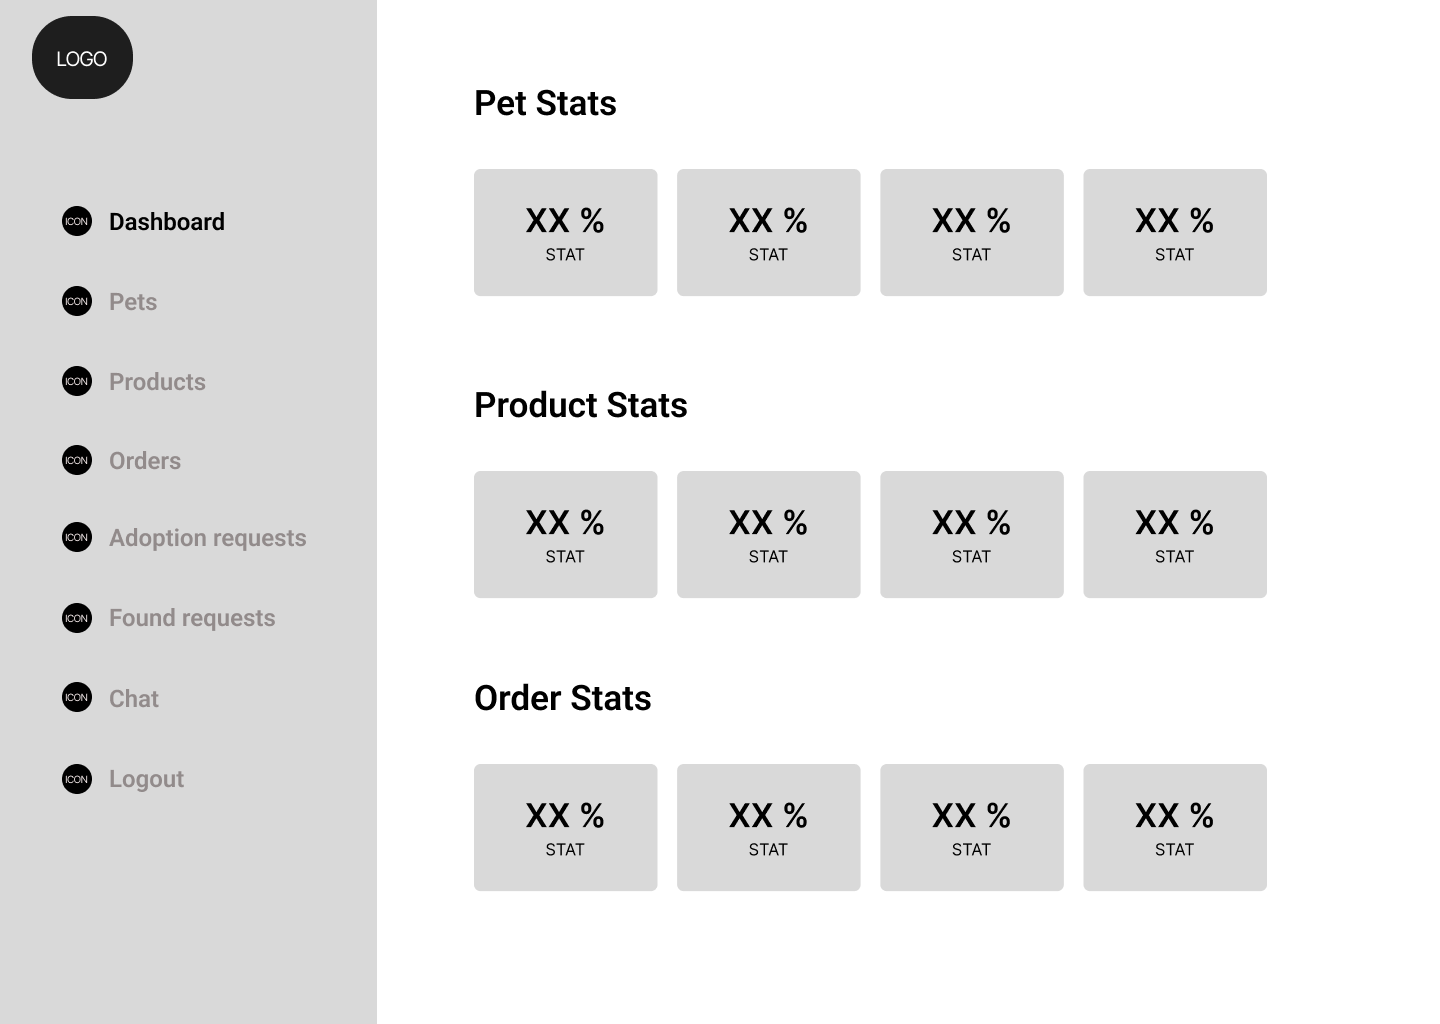 LOGO
ICON Dashboard
ICON Pets
ICON Products
ICON Orders
ICON Adoption requests
ICON Found requests
ICON Chat
ICON Logout
Pet Stats
XX % XX % XX % XX %
STAT STAT STAT STAT
Product Stats
XX % XX % XX % XX %
STAT STAT STAT STAT
Order Stats
XX % XX % XX % XX %
STAT STAT STAT STAT